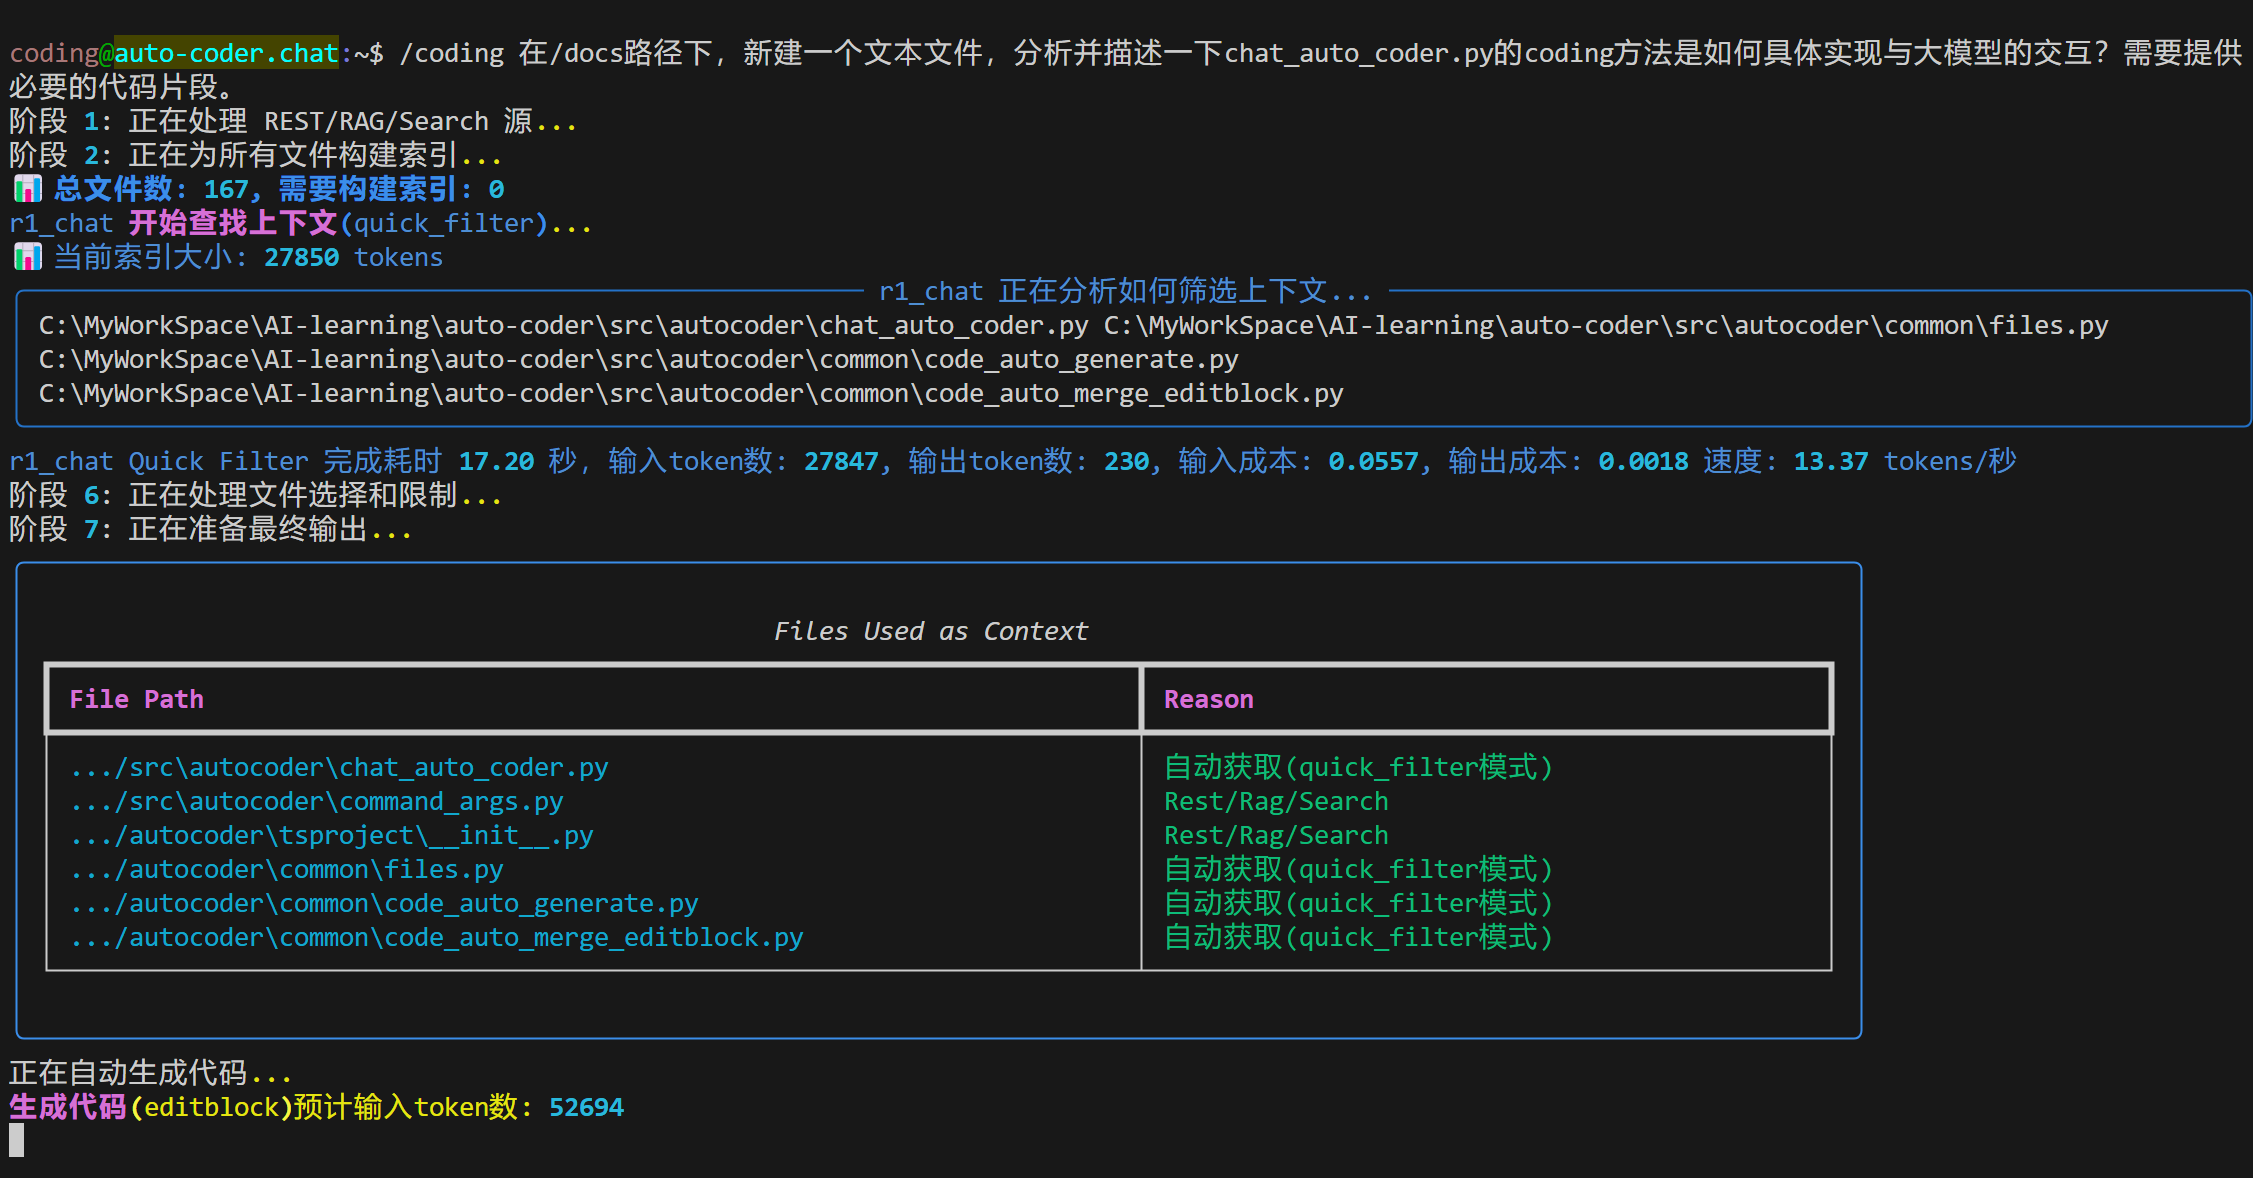 coding@auto-coder.chat:~$ /coding 在/docs路径下，新建一个文本文件，分析并描述一下chat_auto_coder.py的coding方法是如何具体实现与大模型的交互？需要提供
必要的代码片段。
阶段 1: 正在处理 REST/RAG/Search 源...
阶段 2: 正在为所有文件构建索引...
📊 总文件数: 167, 需要构建索引: 0
r1_chat 开始查找上下文(quick_filter)...
📊 当前索引大小: 27850 tokens
r1_chat 正在分析如何筛选上下文...
C:\MyWorkSpace\AI-learning\auto-coder\src\autocoder\chat_auto_coder.py C:\MyWorkSpace\AI-learning\auto-coder\src\autocoder\common\files.py
C:\MyWorkSpace\AI-learning\auto-coder\src\autocoder\common\code_auto_generate.py
C:\MyWorkSpace\AI-learning\auto-coder\src\autocoder\common\code_auto_merge_editblock.py
r1_chat Quick Filter 完成耗时 17.20 秒, 输入token数: 27847, 输出token数: 230, 输入成本: 0.0557, 输出成本: 0.0018 速度: 13.37 tokens/秒
阶段 6: 正在处理文件选择和限制...
阶段 7: 正在准备最终输出...
Files Used as Context
File Path Reason
.../src\autocoder\chat_auto_coder.py 自动获取(quick_filter模式)
.../src\autocoder\command_args.py Rest/Rag/Search
.../autocoder\tsproject\__init__.py Rest/Rag/Search
.../autocoder\common\files.py 自动获取(quick_filter模式)
.../autocoder\common\code_auto_generate.py 自动获取(quick_filter模式)
.../autocoder\common\code_auto_merge_editblock.py 自动获取(quick_filter模式)
正在自动生成代码...
生成代码(editblock)预计输入token数: 52694